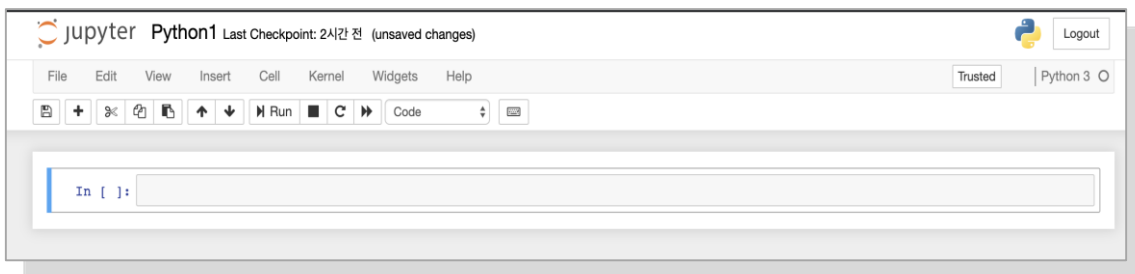 jupyter Python1 Last Checkpoint: 2시간 전 (unsaved changes) Logout
File Edit View Insert Cell Kernel Widgets Help Trusted Python 3
Run Code
In [ ]: